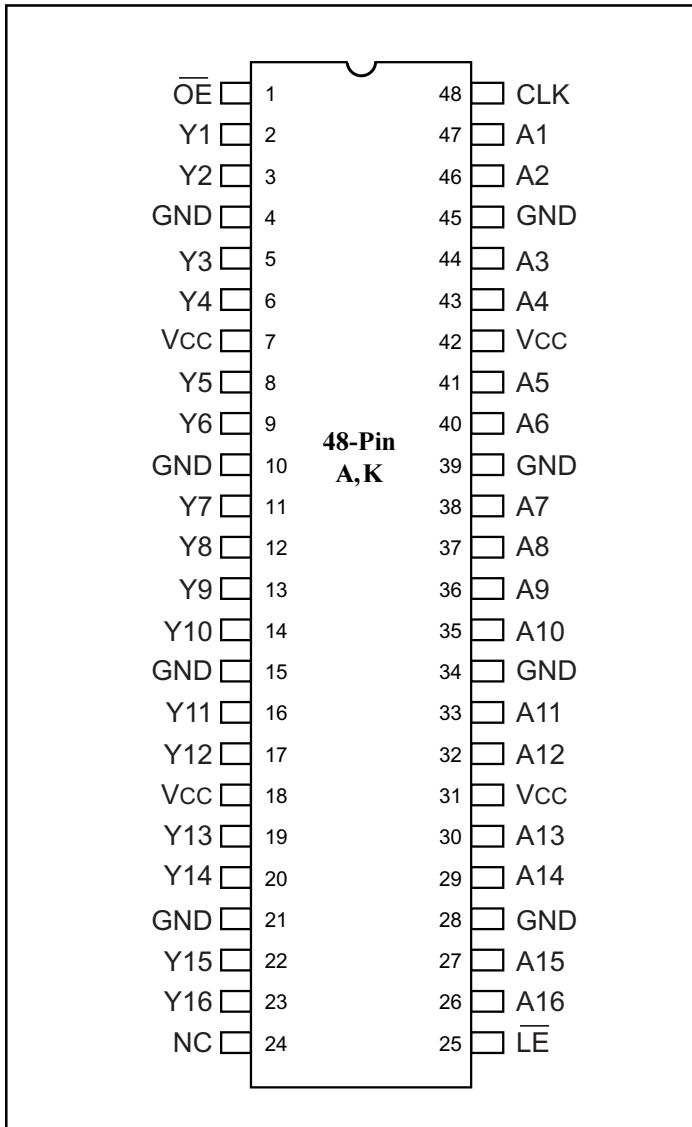 O̅E̅ 1 48 CLK
Y1 2 47 A1
Y2 3 46 A2
GND 4 45 GND
Y3 5 44 A3
Y4 6 43 A4
VCC 7 42 VCC
Y5 8 41 A5
Y6 9 40 A6
48-Pin
GND 10 39 GND
A, K
Y7 11 38 A7
Y8 12 37 A8
Y9 13 36 A9
Y10 14 35 A10
GND 15 34 GND
Y11 16 33 A11
Y12 17 32 A12
VCC 18 31 VCC
Y13 19 30 A13
Y14 20 29 A14
GND 21 28 GND
Y15 22 27 A15
Y16 23 26 A16
NC 24 25 L̅E̅